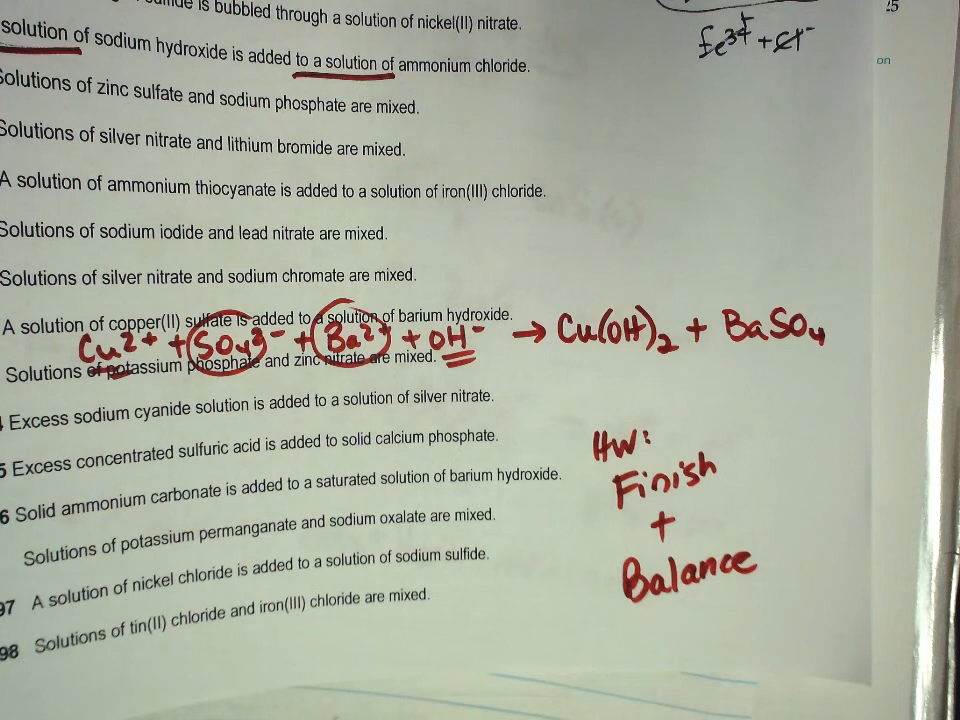 is bubbled through a solution of nickel(II) nitrate.
25
Fe3+ + Cl-
solution of sodium hydroxide is added to a solution of ammonium chloride.
on
Solutions of zinc sulfate and sodium phosphate are mixed.
Solutions of silver nitrate and lithium bromide are mixed.
A solution of ammonium thiocyanate is added to a solution of iron(III) chloride.
Solutions of sodium iodide and lead nitrate are mixed.
Solutions of silver nitrate and sodium chromate are mixed.
A solution of copper(II) sulfate is added to a solution of barium hydroxide.
Cu2+ + SO42- + Ba2+ + OH- → Cu(OH)2 + BaSO4
Solutions of potassium phosphate and zinc nitrate are mixed.
Excess sodium cyanide solution is added to a solution of silver nitrate.
5 Excess concentrated sulfuric acid is added to solid calcium phosphate.
6 Solid ammonium carbonate is added to a saturated solution of barium hydroxide.
Solutions of potassium permanganate and sodium oxalate are mixed.
97 A solution of nickel chloride is added to a solution of sodium sulfide.
98 Solutions of tin(II) chloride and iron(III) chloride are mixed.
HW:
Finish
+
Balance